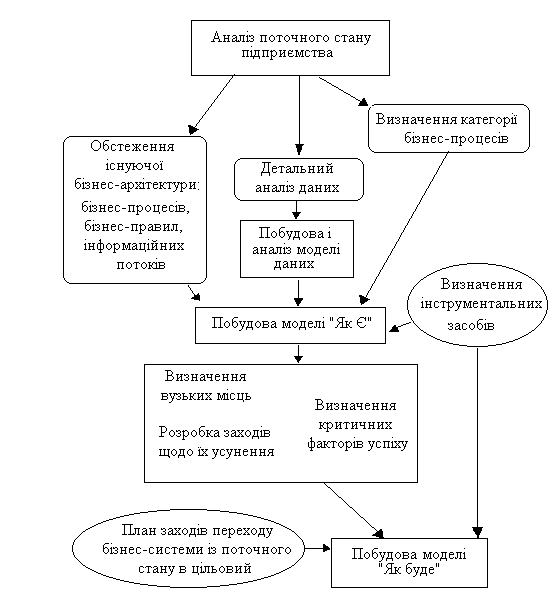 Аналіз поточного стану
підприємства
Визначення категорії
бізнес-процесів
Обстеження
існуючої
бізнес-архітектури:
бізнес-процесів,
бізнес-правил,
інформаційних
потоків
Детальний
аналіз даних
Побудова і
аналіз моделі
даних
Визначення
інструментальних
засобів
Побудова моделі "Як Є"
Визначення
вузьких місць
Розробка заходів
щодо їх усунення
Визначення
критичних
факторів успіху
План заходів переходу
бізнес-системи із поточного
стану в цільовий
Побудова моделі
"Як буде"